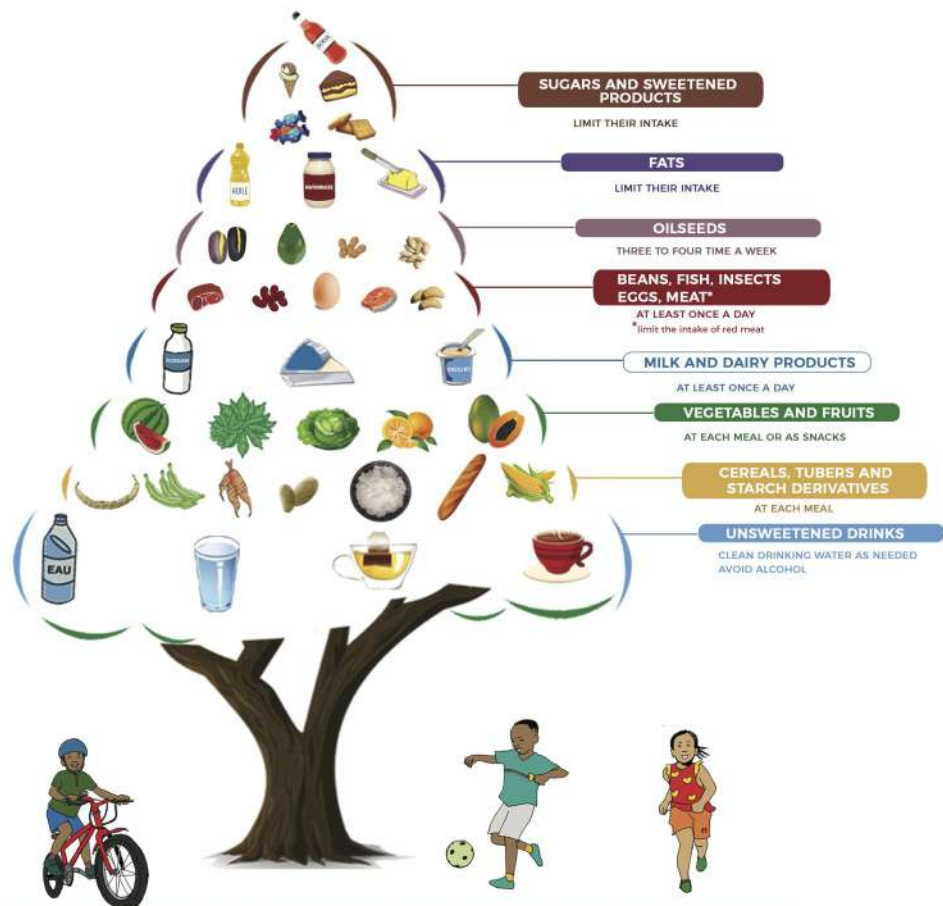 SODA
SUGARS AND SWEETENED
PRODUCTS
LIMIT THEIR INTAKE
HUILE
MAYONNAISE
FATS
LIMIT THEIR INTAKE
OILSEEDS
THREE TO FOUR TIME A WEEK
BEANS, FISH, INSECTS
EGGS, MEAT*
AT LEAST ONCE A DAY
*limit the intake of red meat
YOGURT
MILK AND DAIRY PRODUCTS
AT LEAST ONCE A DAY
VEGETABLES AND FRUITS
AT EACH MEAL OR AS SNACKS
CEREALS, TUBERS AND
STARCH DERIVATIVES
AT EACH MEAL
EAU
UNSWEETENED DRINKS
CLEAN DRINKING WATER AS NEEDED
AVOID ALCOHOL